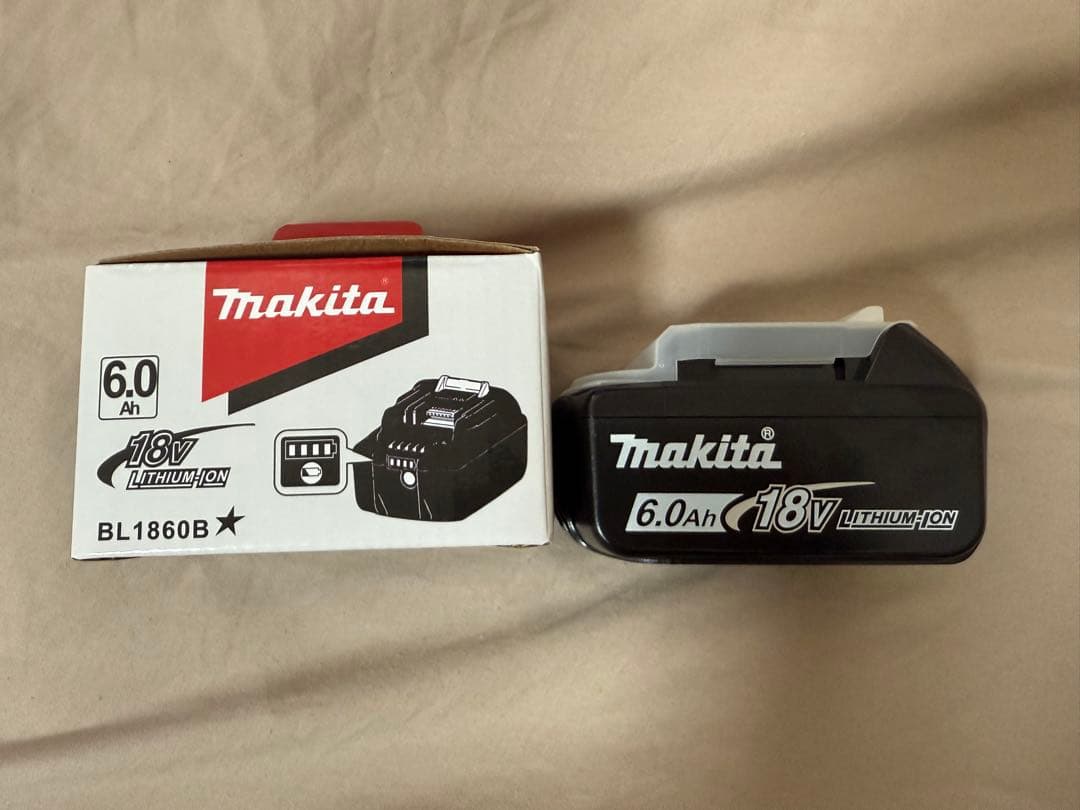 makita®
6.0
Ah
18V
LITHIUM-ION
BL1860B★
makita®
6.0Ah 18V LITHIUM-ION